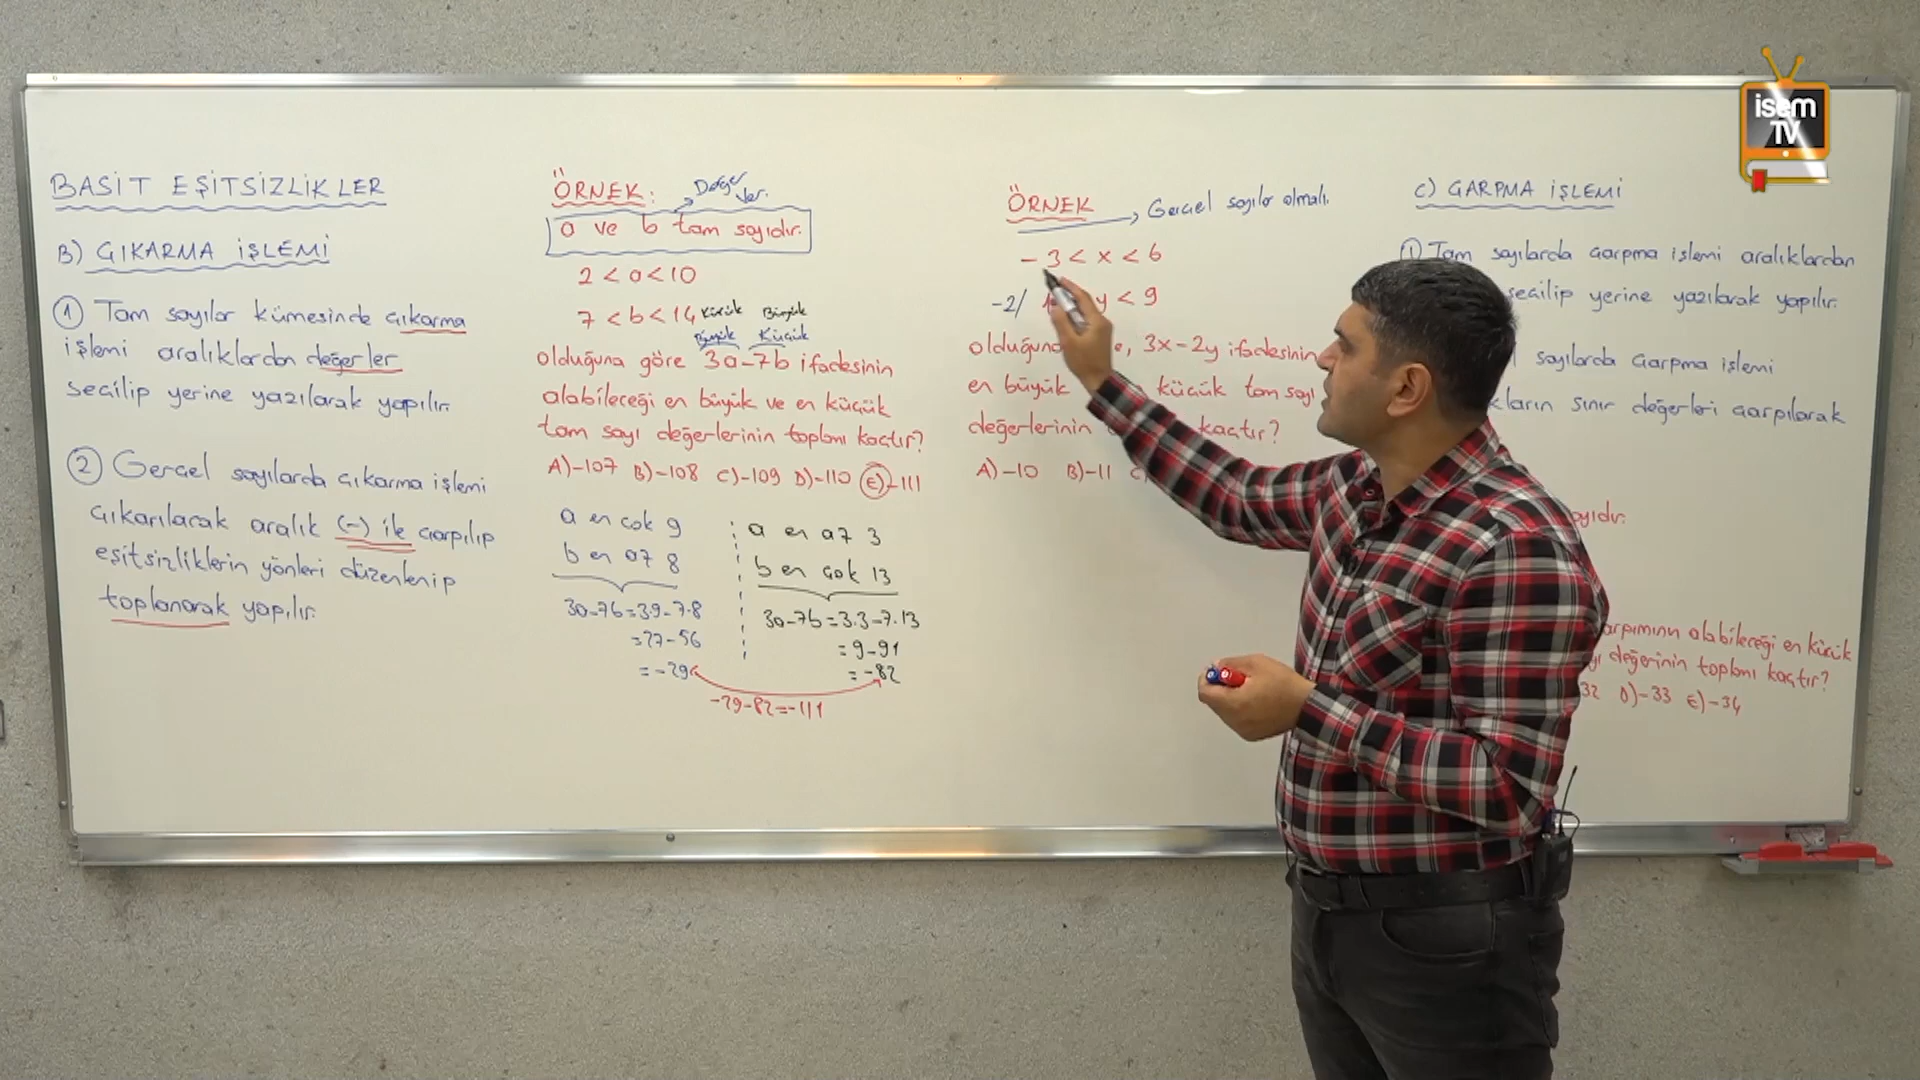 BASİT EŞİTSİZLİKLER
B) ÇIKARMA İŞLEMİ
① Tam sayılar kümesinde çıkarma
işlemi aralıklardan değerler
seçilip yerine yazılarak yapılır.
② Gerçel sayılarda çıkarma işlemi
çıkarılacak aralık (-) ile çarpılıp
eşitsizliklerin yönleri düzenlenip
toplanarak yapılır.
ÖRNEK: Değer ver.
a ve b tam sayıdır.
2 < a < 10
7 < b < 14 Küçük Büyük
Büyük Küçük
olduğuna göre 3a-7b ifadesinin
alabileceği en büyük ve en küçük
tam sayı değerlerinin toplamı kaçtır?
A)-107 B)-108 C)-109 D)-110 E)-111
a en çok 9
b en az 8
3a-7b=3.9-7.8
=27-56
=-29
a en az 3
b en çok 13
3a-7b=3.3-7.13
=9-91
=-82
-29-82=-111
ÖRNEK Gerçel sayılar olmalı.
-3 < x < 6
-2/ y < 9
olduğuna 3x-2y ifadesinin
en büyük küçük tam sayı
değerlerinin kaçtır?
A)-10 B)-11
C) ÇARPMA İŞLEMİ
① Tam sayılarda çarpma işlemi aralıklardan
seçilip yerine yazılarak yapılır.
sayılarda çarpma işlemi
sınır değerleri çarpılarak
alabileceği en küçük
değerinin toplamı kaçtır?
D)-33 E)-34
isem
TV